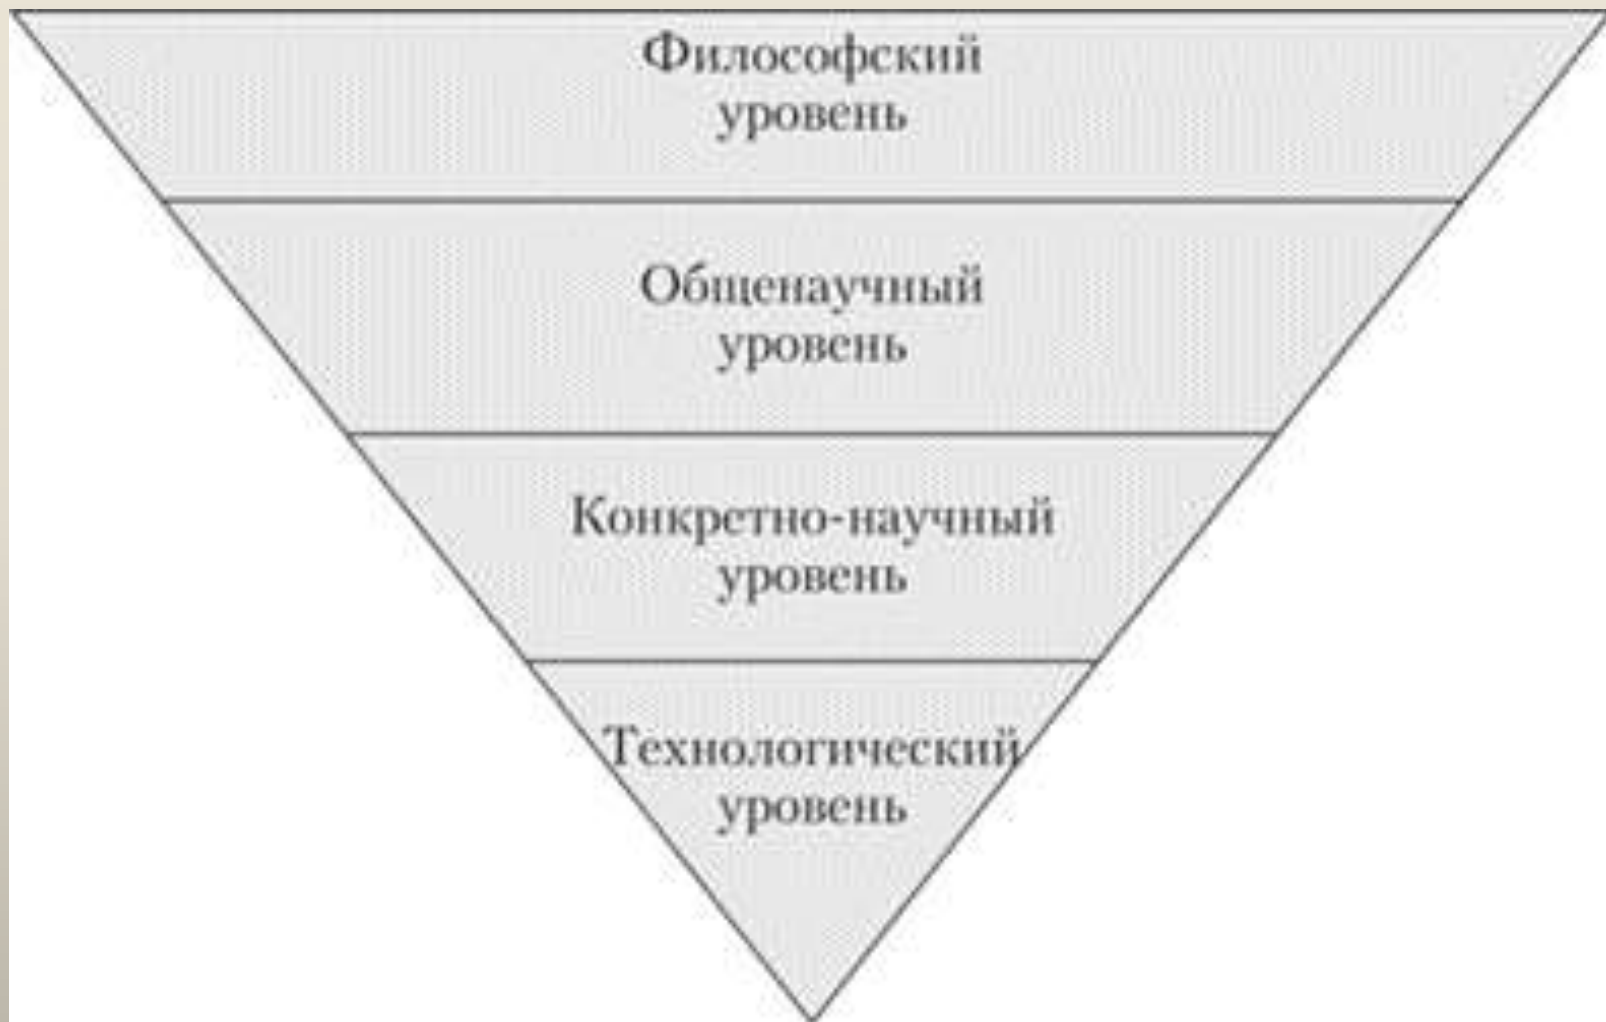 Философский
уровень
Общенаучный
уровень
Конкретно-научный
уровень
Технологический
уровень